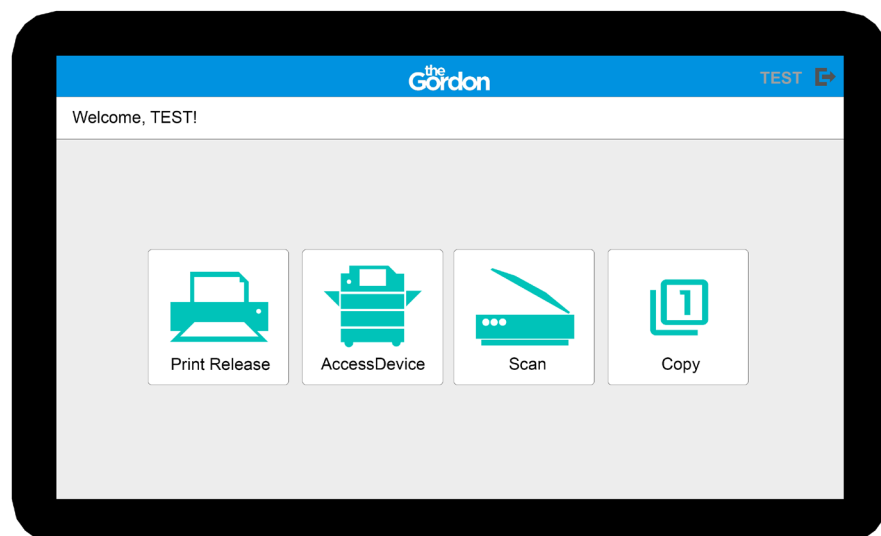 the
Gordon
TEST
Welcome, TEST!
Print Release
AccessDevice
Scan
1
Copy